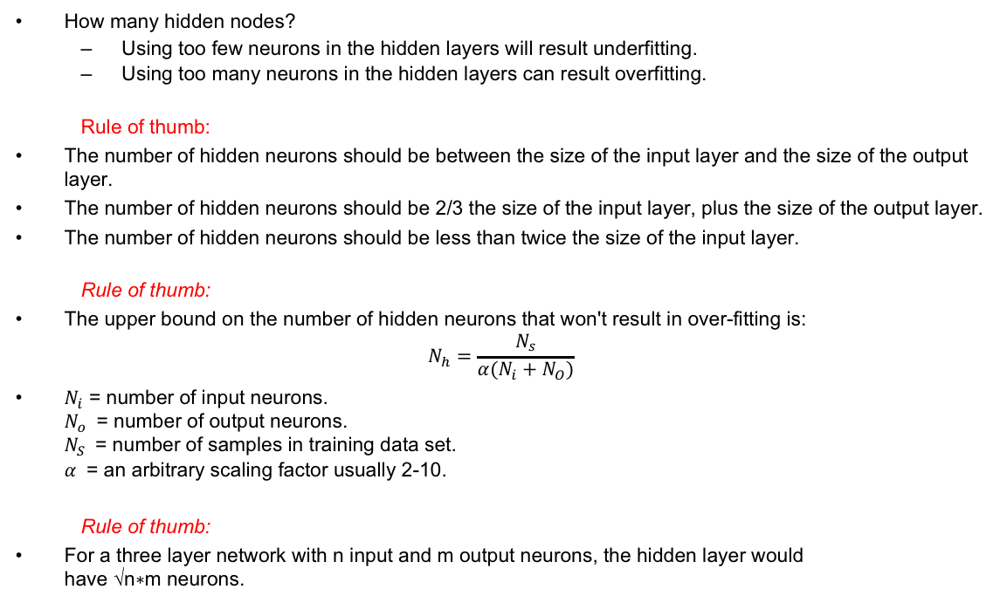 • How many hidden nodes?
– Using too few neurons in the hidden layers will result underfitting.
– Using too many neurons in the hidden layers can result overfitting.
Rule of thumb:
• The number of hidden neurons should be between the size of the input layer and the size of the output
layer.
• The number of hidden neurons should be 2/3 the size of the input layer, plus the size of the output layer.
• The number of hidden neurons should be less than twice the size of the input layer.
Rule of thumb:
• The upper bound on the number of hidden neurons that won't result in over-fitting is:
N_h = N_s / α(N_i + N_o)
• N_i = number of input neurons.
N_o = number of output neurons.
N_s = number of samples in training data set.
α = an arbitrary scaling factor usually 2-10.
Rule of thumb:
• For a three layer network with n input and m output neurons, the hidden layer would
have √n*m neurons.